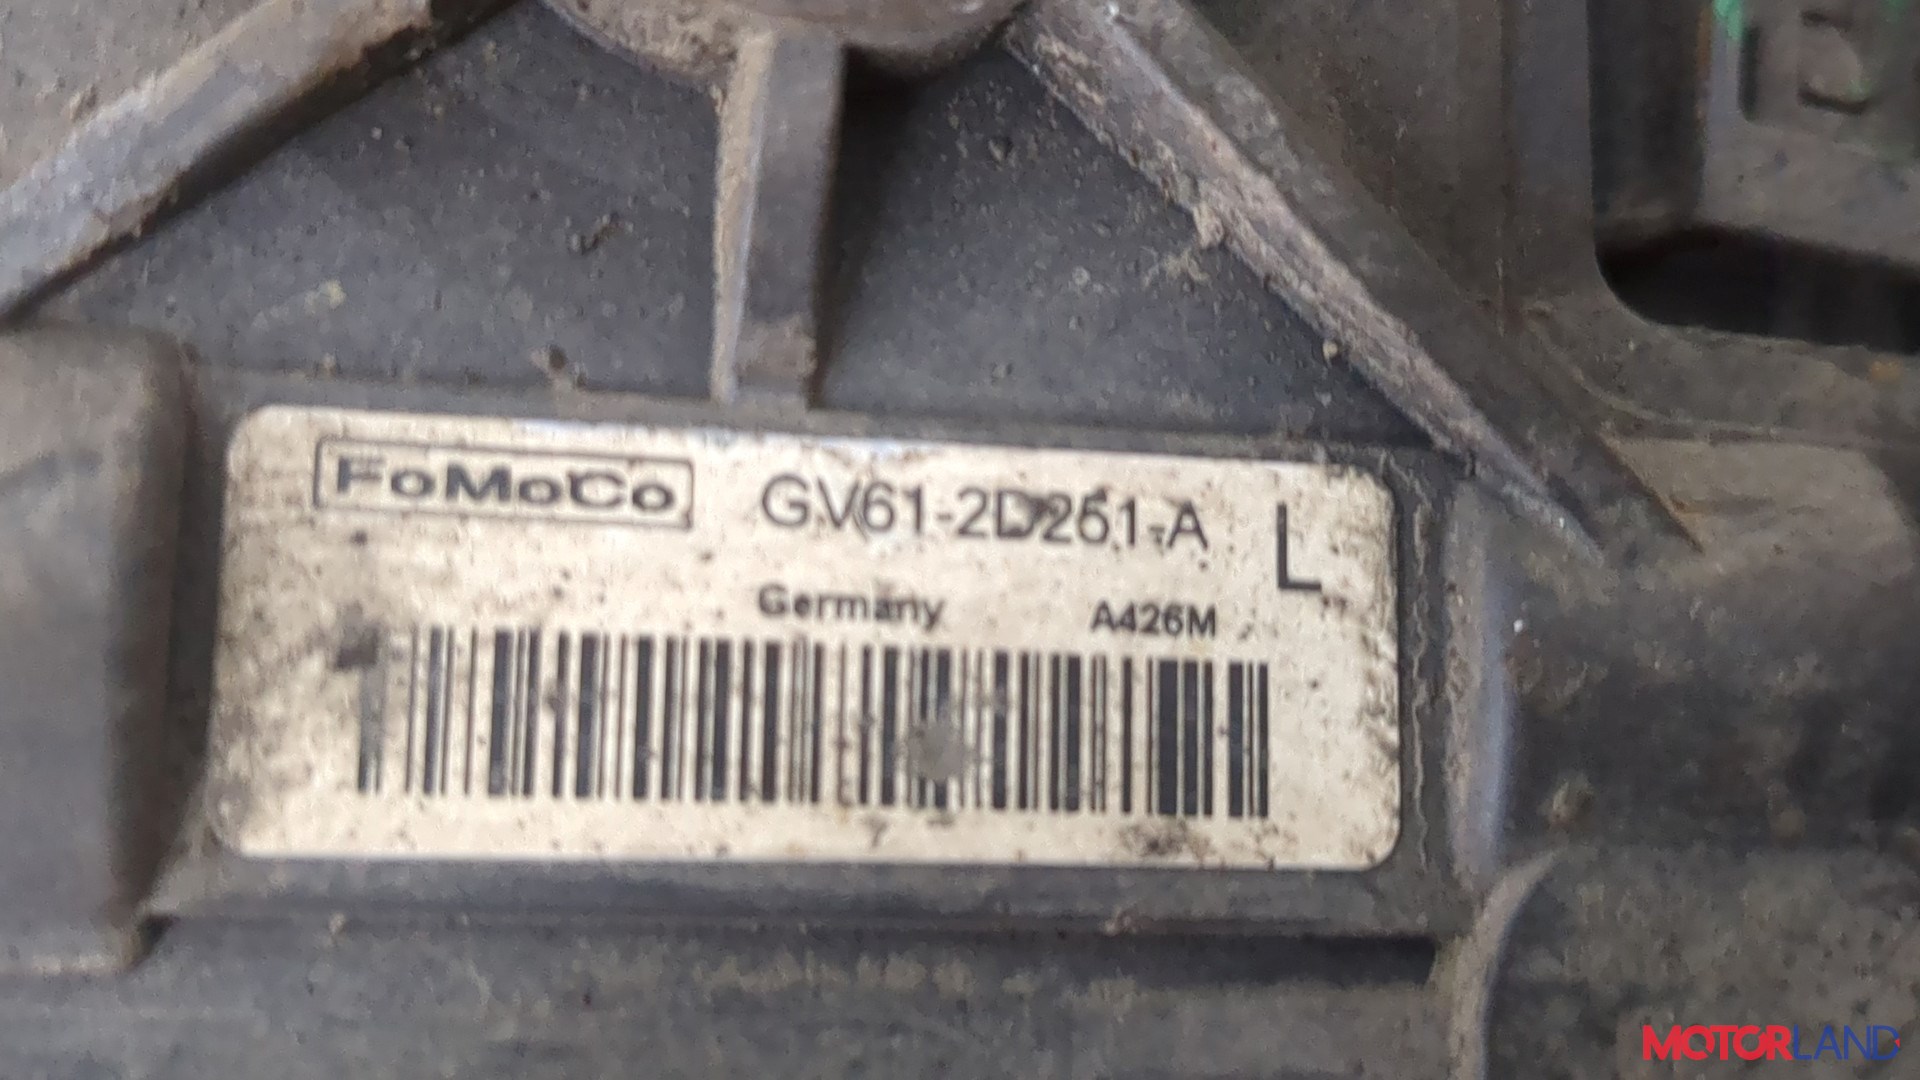 FoMoCo GV61-2D251-A L
Germany A426M
MOTORLAND